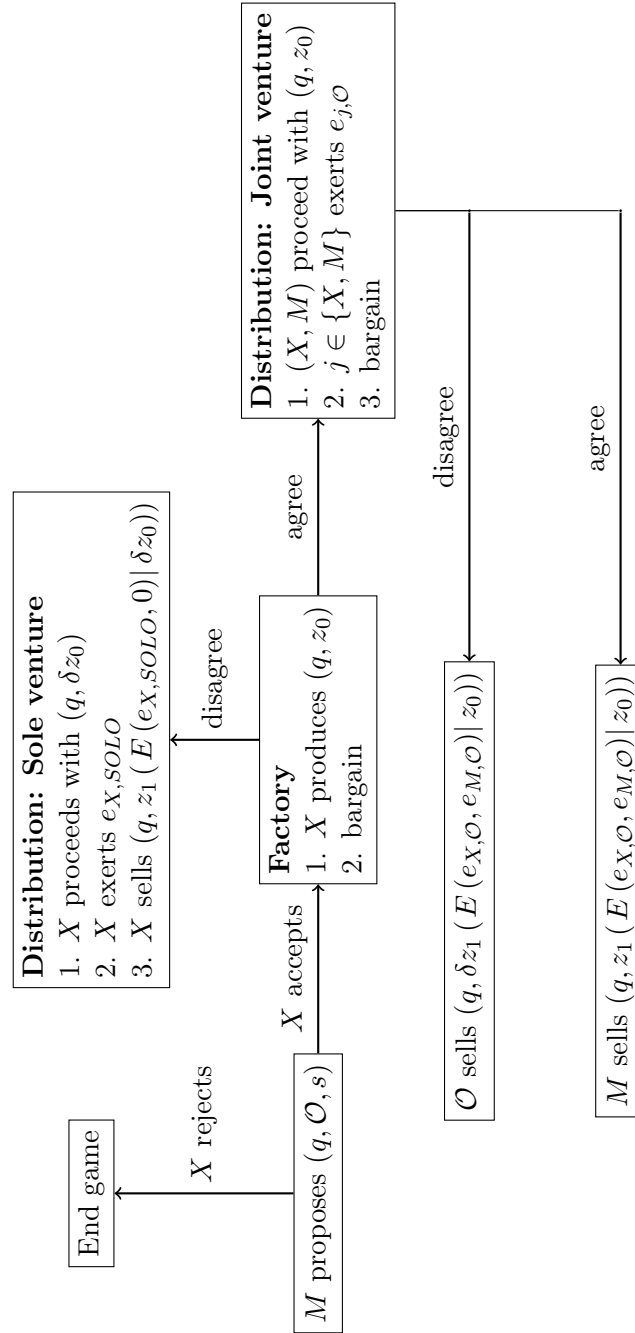 End game
X rejects
M proposes (q, 𝒪, s)
X accepts
Distribution: Sole venture
1. X proceeds with (q, δz₀)
2. X exerts e_{X,SOLO}
3. X sells (q, z₁ (E (e_{X,SOLO}, 0)| δz₀))
disagree
Factory
1. X produces (q, z₀)
2. bargain
agree
Distribution: Joint venture
1. (X, M) proceed with (q, z₀)
2. j ∈ {X, M} exerts e_{j,𝒪}
3. bargain
disagree
𝒪 sells (q, δz₁ (E (e_{X,𝒪}, e_{M,𝒪})| z₀))
agree
M sells (q, z₁ (E (e_{X,𝒪}, e_{M,𝒪})| z₀))